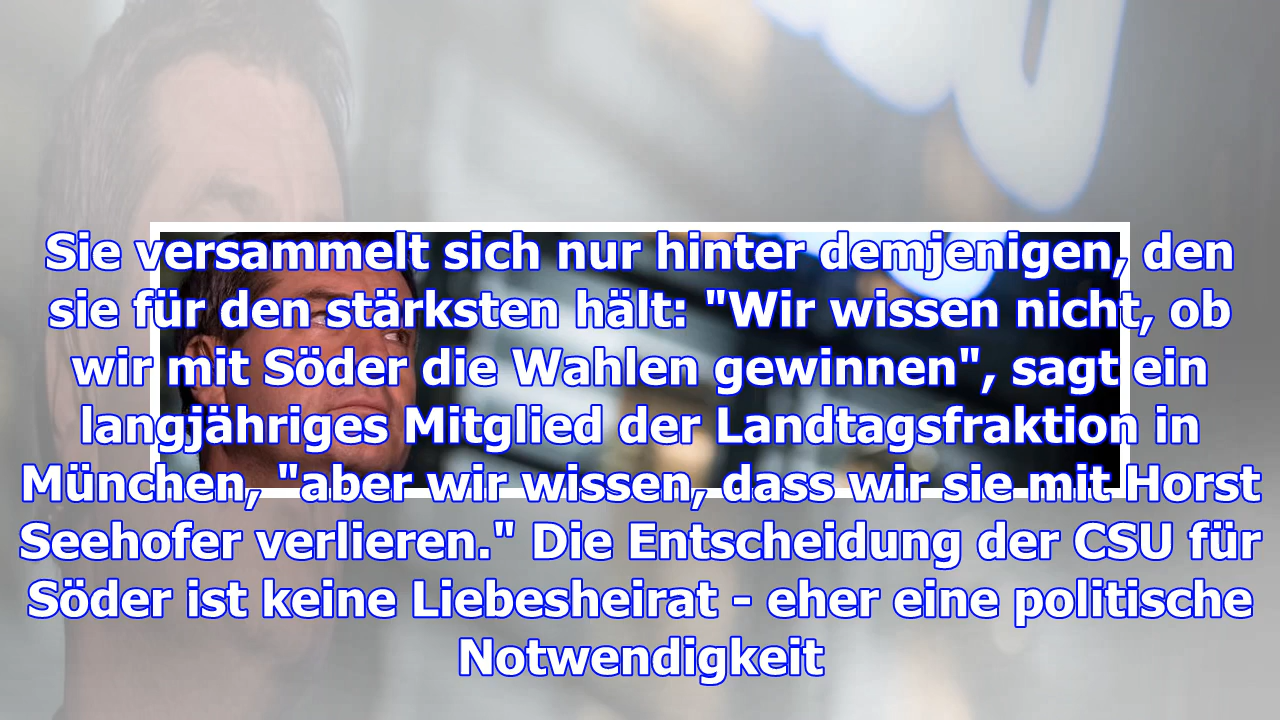 Sie versammelt sich nur hinter demjenigen, den
sie für den stärksten hält: "Wir wissen nicht, ob
wir mit Söder die Wahlen gewinnen", sagt ein
langjähriges Mitglied der Landtagsfraktion in
München, "aber wir wissen, dass wir sie mit Horst
Seehofer verlieren." Die Entscheidung der CSU für
Söder ist keine Liebesheirat - eher eine politische
Notwendigkeit